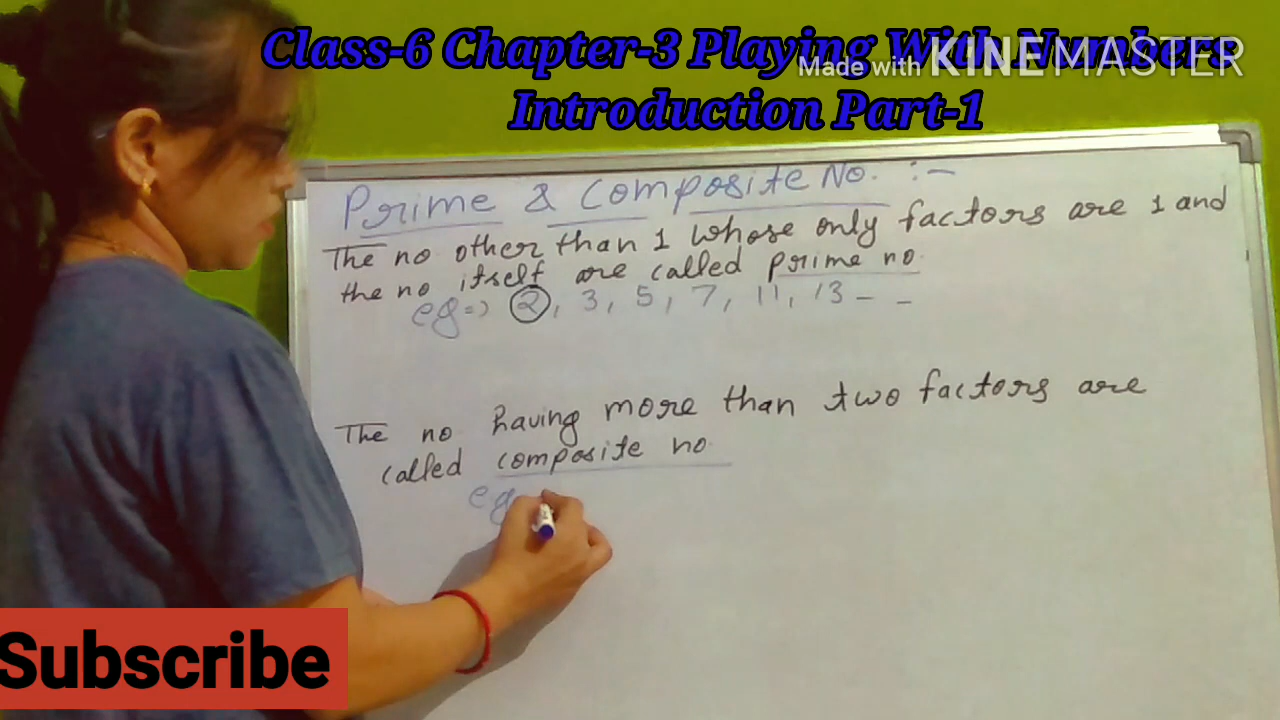 Class-6 Chapter-3 Playing With Numbers
Made with KINEMASTER
Introduction Part-1
Prime & Composite No. :-
The no other than 1 whose only factors are 1 and
the no itself are called prime no.
eg=> 2, 3, 5, 7, 11, 13 - -
The no having more than two factors are
called composite no.
eg
Subscribe